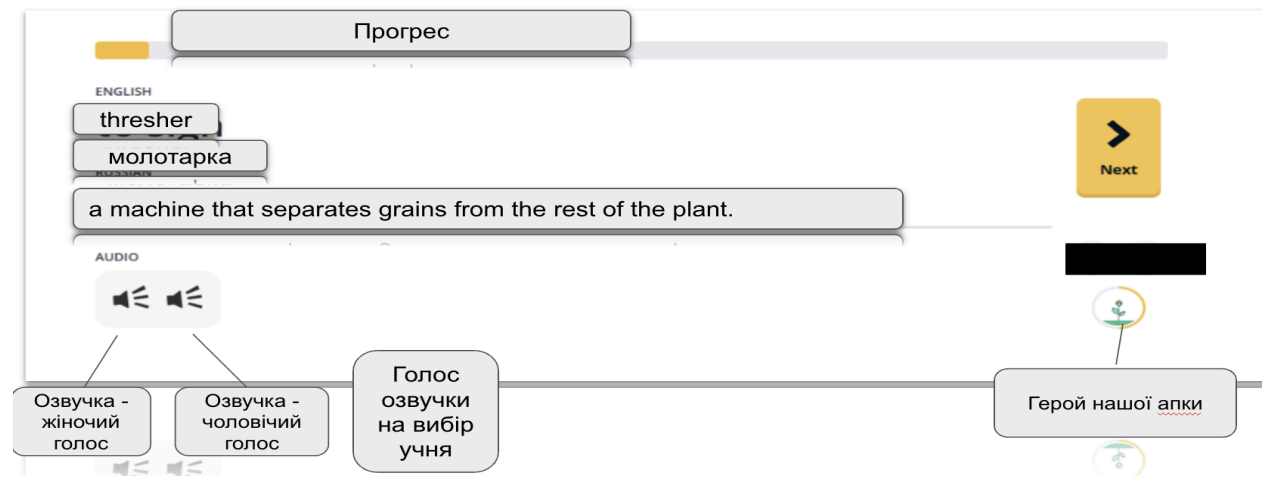 Прогрес
ENGLISH
thresher
молотарка
RUSSIAN
a machine that separates grains from the rest of the plant.
Next
AUDIO
Озвучка -
жіночий
голос
Озвучка -
чоловічий
голос
Голос
озвучки
на вибір
учня
Герой нашої апки